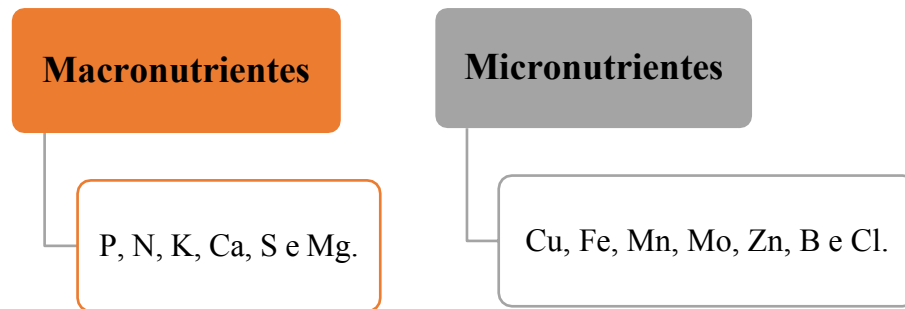 Macronutrientes
P, N, K, Ca, S e Mg.
Micronutrientes
Cu, Fe, Mn, Mo, Zn, B e Cl.